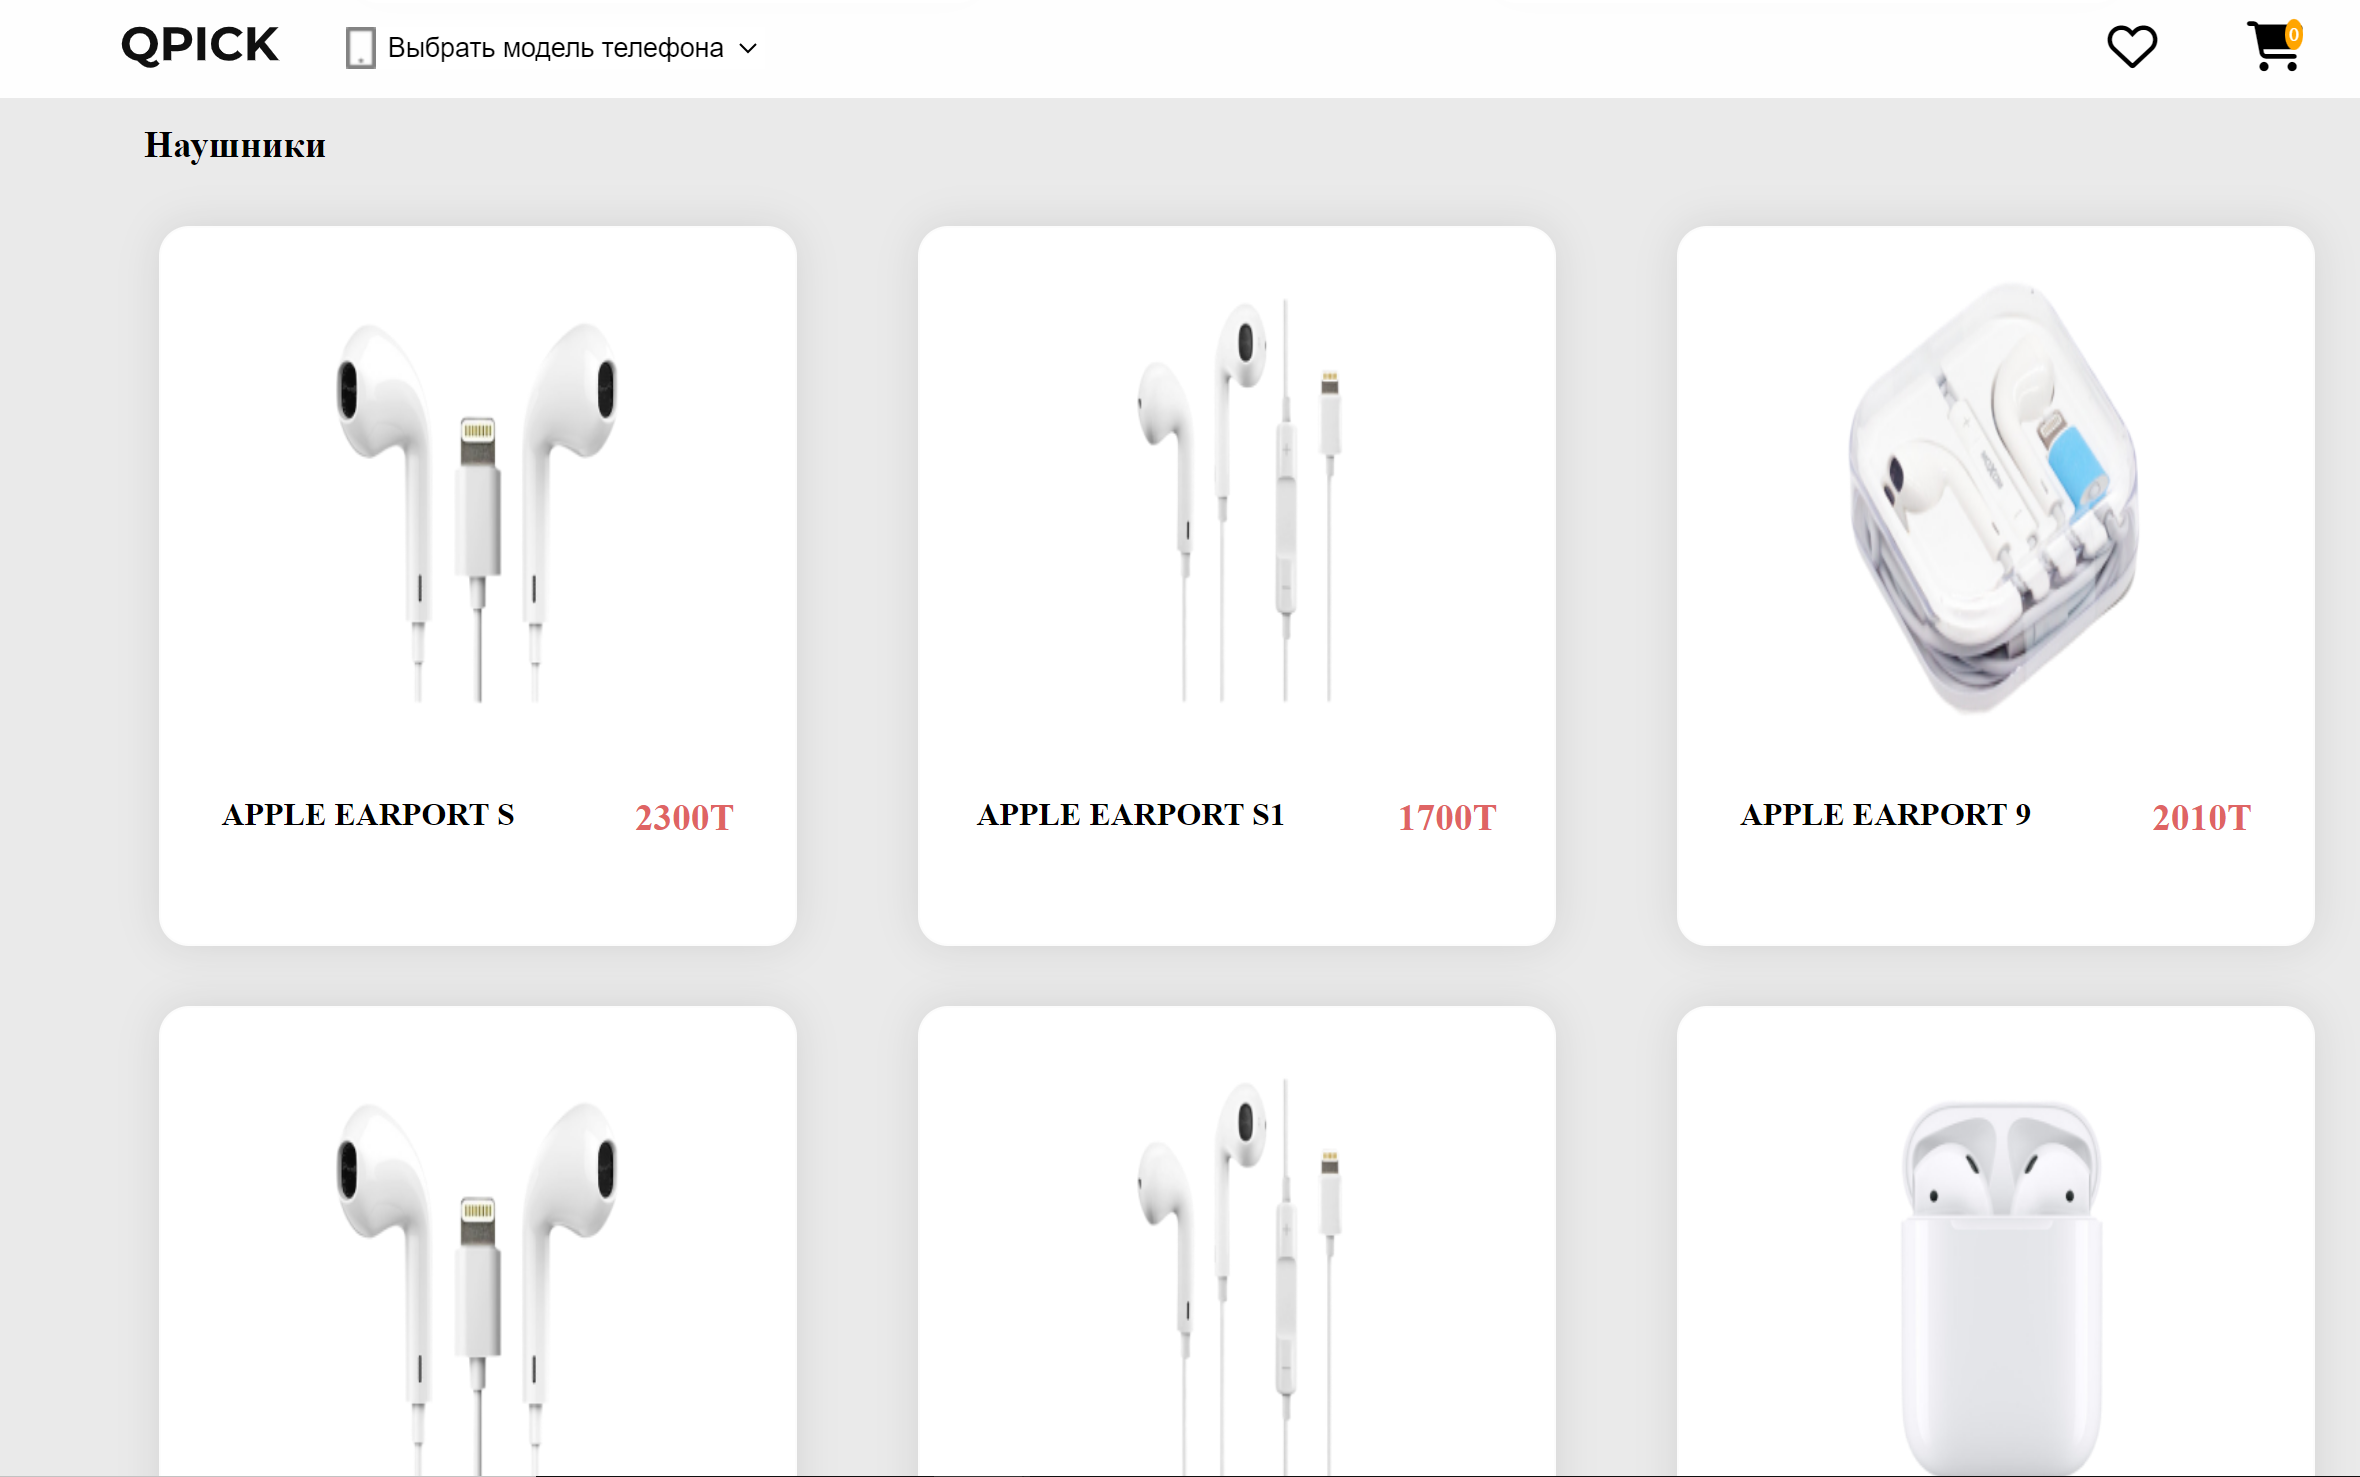 QPICK
Выбрать модель телефона
0
Наушники
APPLE EARPORT S 2300T
APPLE EARPORT S1 1700T
APPLE EARPORT 9 2010T